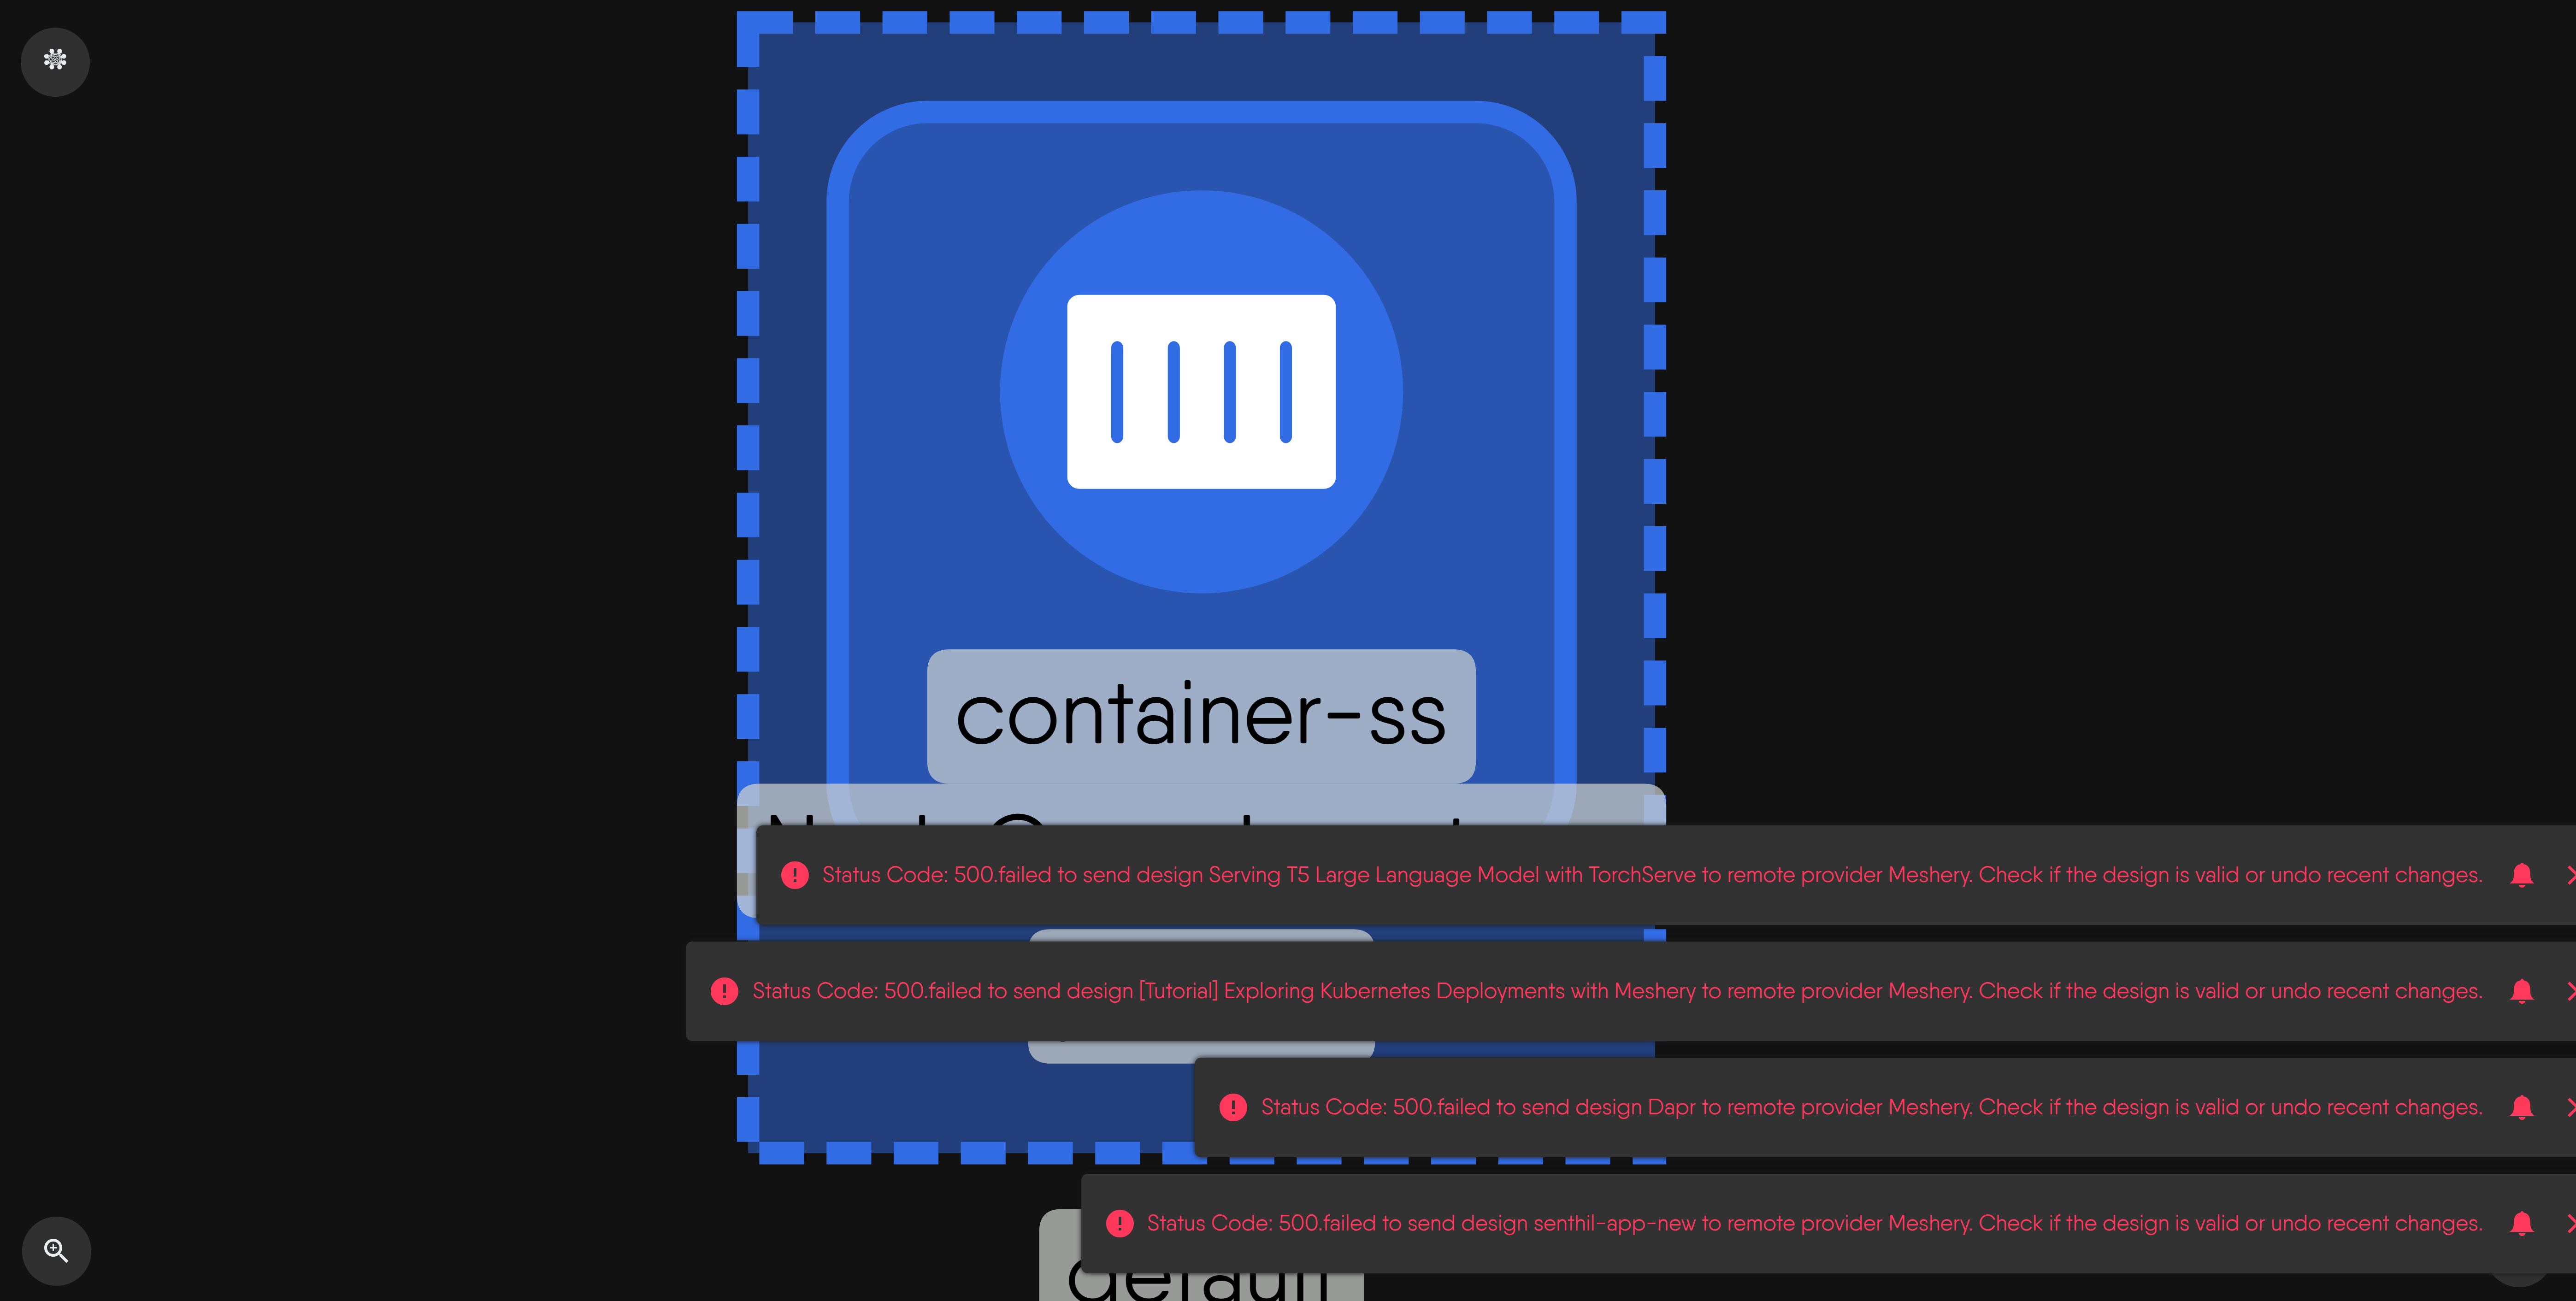 container-ss
Status Code: 500.failed to send design Serving T5 Large Language Model with TorchServe to remote provider Meshery. Check if the design is valid or undo recent changes.
Status Code: 500.failed to send design [Tutorial] Exploring Kubernetes Deployments with Meshery to remote provider Meshery. Check if the design is valid or undo recent changes.
Status Code: 500.failed to send design Dapr to remote provider Meshery. Check if the design is valid or undo recent changes.
Status Code: 500.failed to send design senthil-app-new to remote provider Meshery. Check if the design is valid or undo recent changes.
default